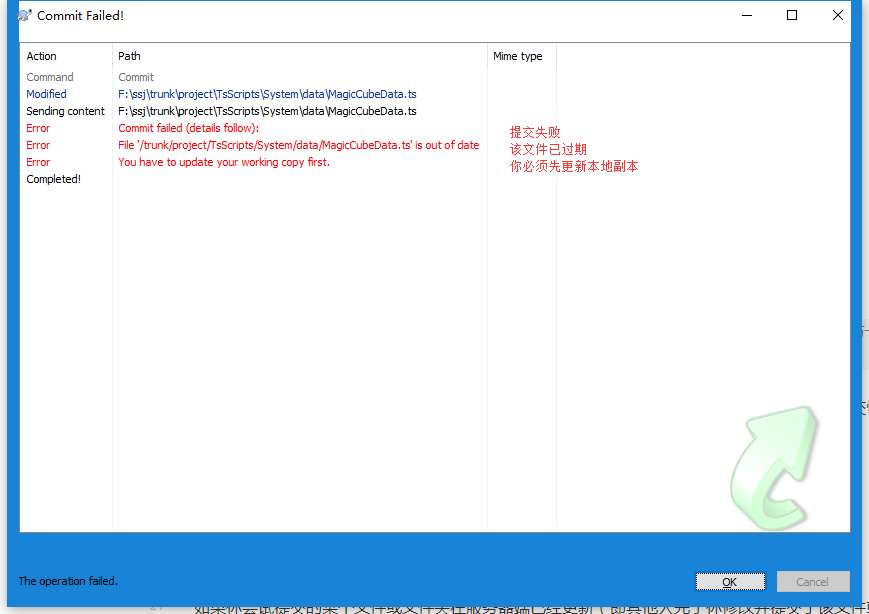 Commit Failed!
Action Path Mime type
Command Commit
Modified F:\ssj\trunk\project\TsScripts\System\data\MagicCubeData.ts
Sending content F:\ssj\trunk\project\TsScripts\System\data\MagicCubeData.ts
Error Commit failed (details follow):
提交失败
Error File '/trunk/project/TsScripts/System/data/MagicCubeData.ts' is out of date
该文件已过期
Error You have to update your working copy first.
你必须先更新本地副本
Completed!
The operation failed.
OK Cancel